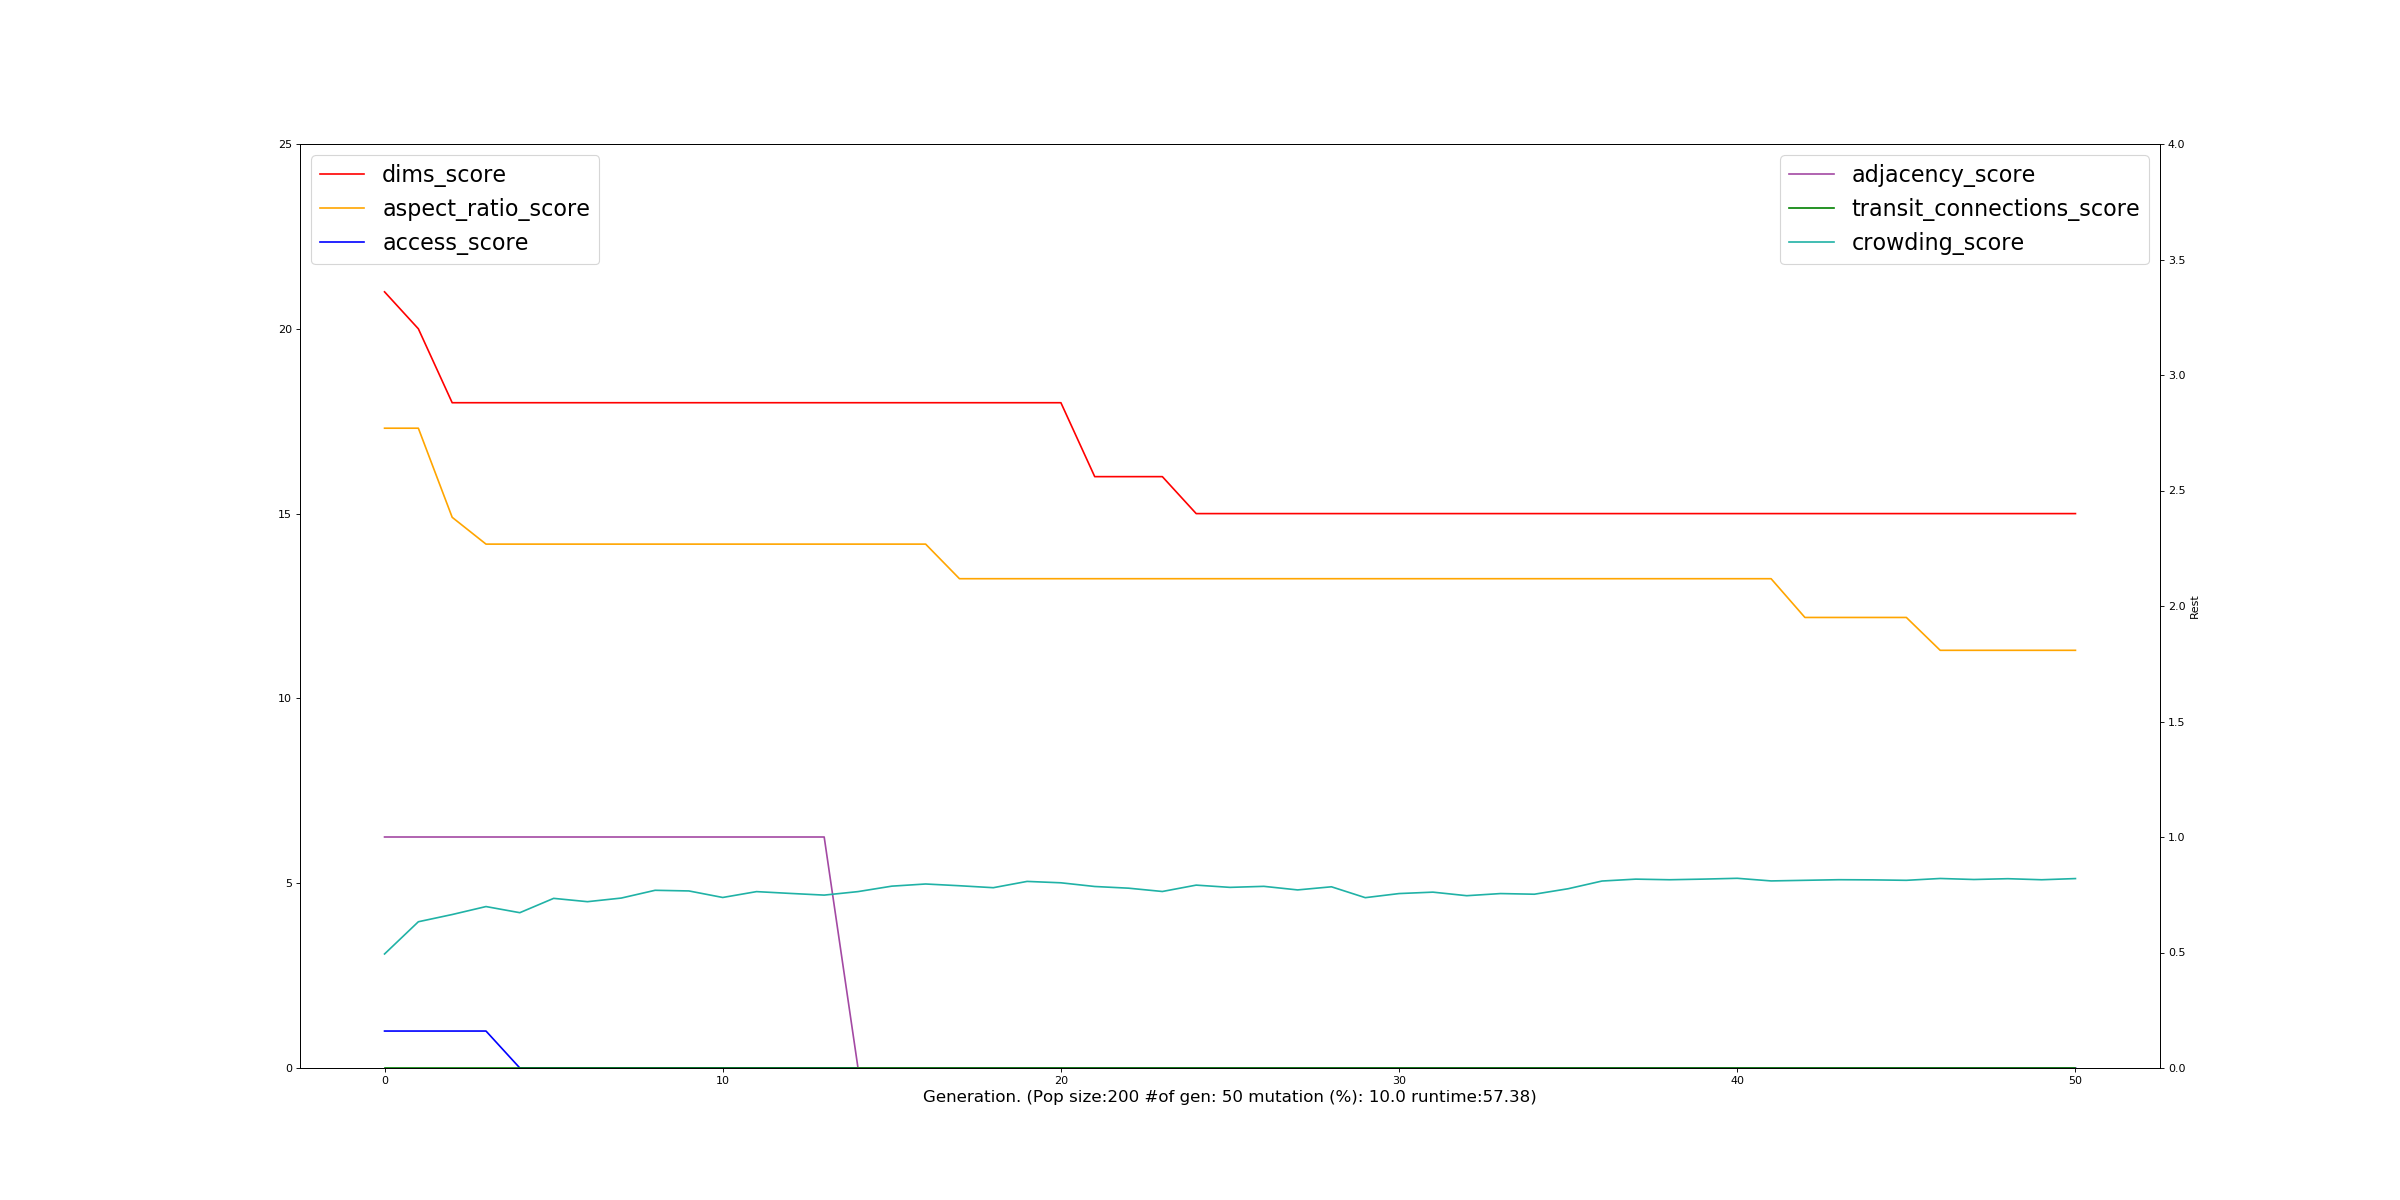 dims_score
aspect_ratio_score
access_score
adjacency_score
transit_connections_score
crowding_score
25
20
15
10
5
0
4.0
3.5
3.0
2.5
2.0
1.5
1.0
0.5
0.0
Rest
0 10 20 30 40 50
Generation. (Pop size:200 #of gen: 50 mutation (%): 10.0 runtime:57.38)